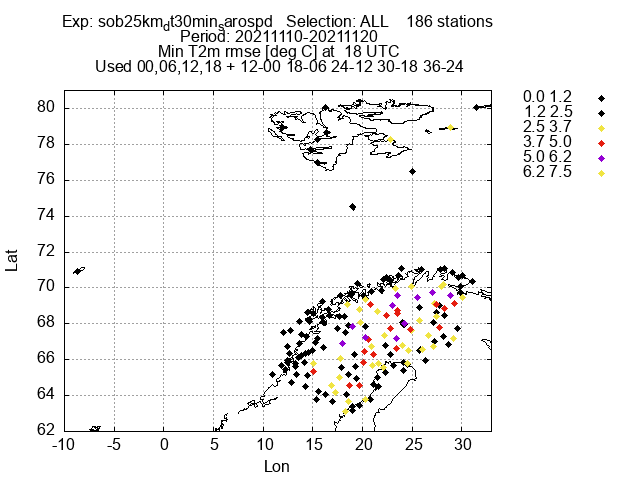 Exp: sob25km_dt30min_sarospd   Selection: ALL    186 stations
Period: 20211110-20211120
Min T2m rmse [deg C] at  18 UTC
Used 00,06,12,18 + 12-00 18-06 24-12 30-18 36-24
0.0 1.2
1.2 2.5
2.5 3.7
3.7 5.0
5.0 6.2
6.2 7.5
80
78
76
74
72
70
68
66
64
62
Lat
-10 -5 0 5 10 15 20 25 30
Lon